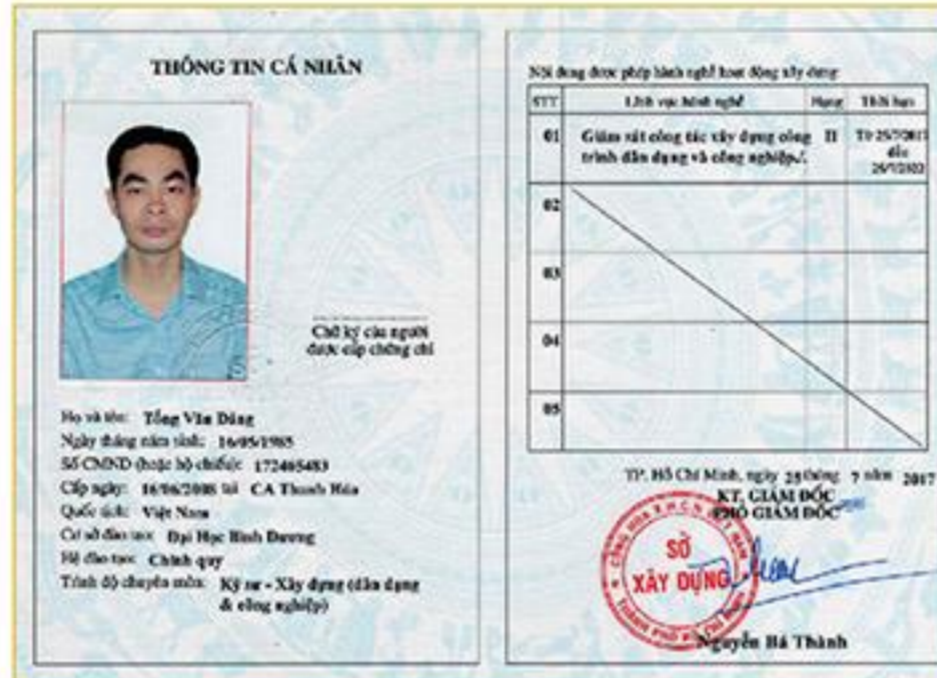 THÔNG TIN CÁ NHÂN
Chữ ký của người
được cấp chứng chỉ
Họ và tên: Tống Văn Dũng
Ngày tháng năm sinh: 16/05/1985
Số CMND (hoặc hộ chiếu): 172405483
Cấp ngày: 16/06/2008 tại CA Thanh Hóa
Quốc tịch: Việt Nam
Cơ sở đào tạo: Đại Học Bình Dương
Hệ đào tạo: Chính quy
Trình độ chuyên môn: Kỹ sư - Xây dựng (dân dụng
& công nghiệp)
Nội dung được phép hành nghề hoạt động xây dựng:
STT Lĩnh vực hành nghề Hạng Thời hạn
01 Giám sát công tác xây dựng công II Từ
trình dân dụng và công nghiệp./. đến
02
03
04
05
TP. Hồ Chí Minh, ngày 25 tháng 7 năm 2017
KT. GIÁM ĐỐC
PHÓ GIÁM ĐỐC
SỞ
XÂY DỰNG
THÀNH PHỐ HỒ CHÍ MINH
Nguyễn Bá Thành